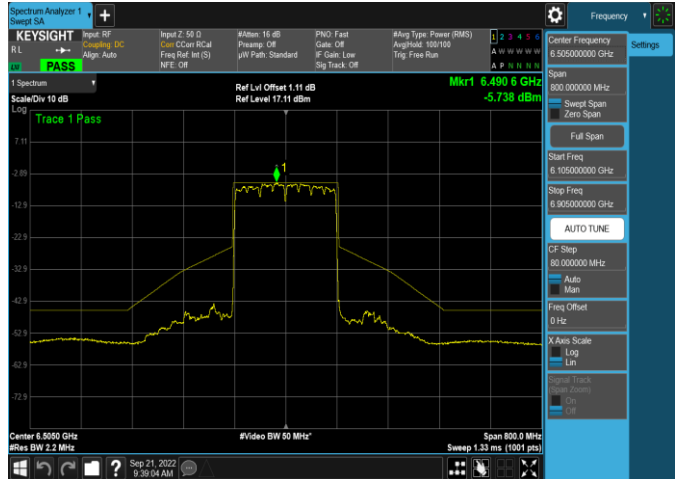 Spectrum Analyzer 1
Swept SA
Frequency
KEYSIGHT
RL
AW
PASS
Input: RF
Coupling: DC
Align: Auto
Input Z: 50 Ω
Corr CCorr RCal
Freq Ref: Int (S)
NFE: Off
#Atten: 16 dB
Preamp: Off
µW Path: Standard
PNO: Fast
Gate: Off
IF Gain: Low
Sig Track: Off
#Avg Type: Power (RMS)
Avg|Hold: 100/100
Trig: Free Run
1 2 3 4 5 6
A W W W W W
A P N N N N
1 Spectrum
Scale/Div 10 dB
Log
Ref Lvl Offset 1.11 dB
Ref Level 17.11 dBm
Mkr1 6.490 6 GHz
-5.738 dBm
Trace 1 Pass
1
7.11
-2.89
-12.9
-22.9
-32.9
-42.9
-52.9
-62.9
-72.9
Center 6.5050 GHz
#Res BW 2.2 MHz
#Video BW 50 MHz*
Span 800.0 MHz
Sweep 1.33 ms (1001 pts)
Sep 21, 2022
9:39:04 AM
Center Frequency
6.505000000 GHz
Settings
Span
800.000000 MHz
Swept Span
Zero Span
Full Span
Start Freq
6.105000000 GHz
Stop Freq
6.905000000 GHz
AUTO TUNE
CF Step
80.000000 MHz
Auto
Man
Freq Offset
0 Hz
X Axis Scale
Log
Lin
Signal Track
(Span Zoom)
On
Off